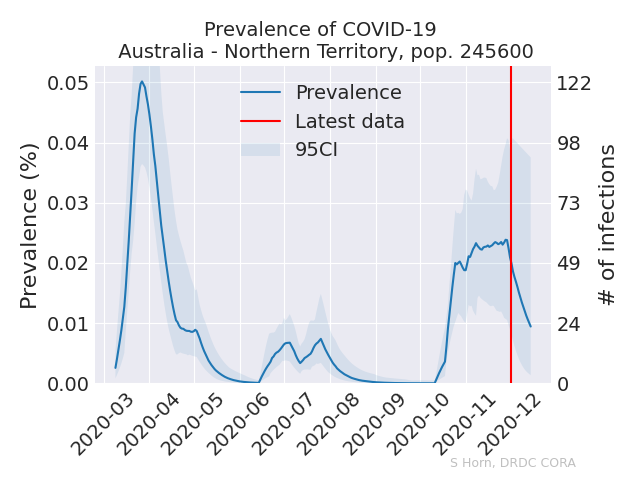 Prevalence of COVID-19
Australia - Northern Territory, pop. 245600
Prevalence
Latest data
95CI
Prevalence (%)
0.05
0.04
0.03
0.02
0.01
0.00
122
98
73
49
24
0
# of infections
2020-03
2020-04
2020-05
2020-06
2020-07
2020-08
2020-09
2020-10
2020-11
2020-12
S Horn, DRDC CORA